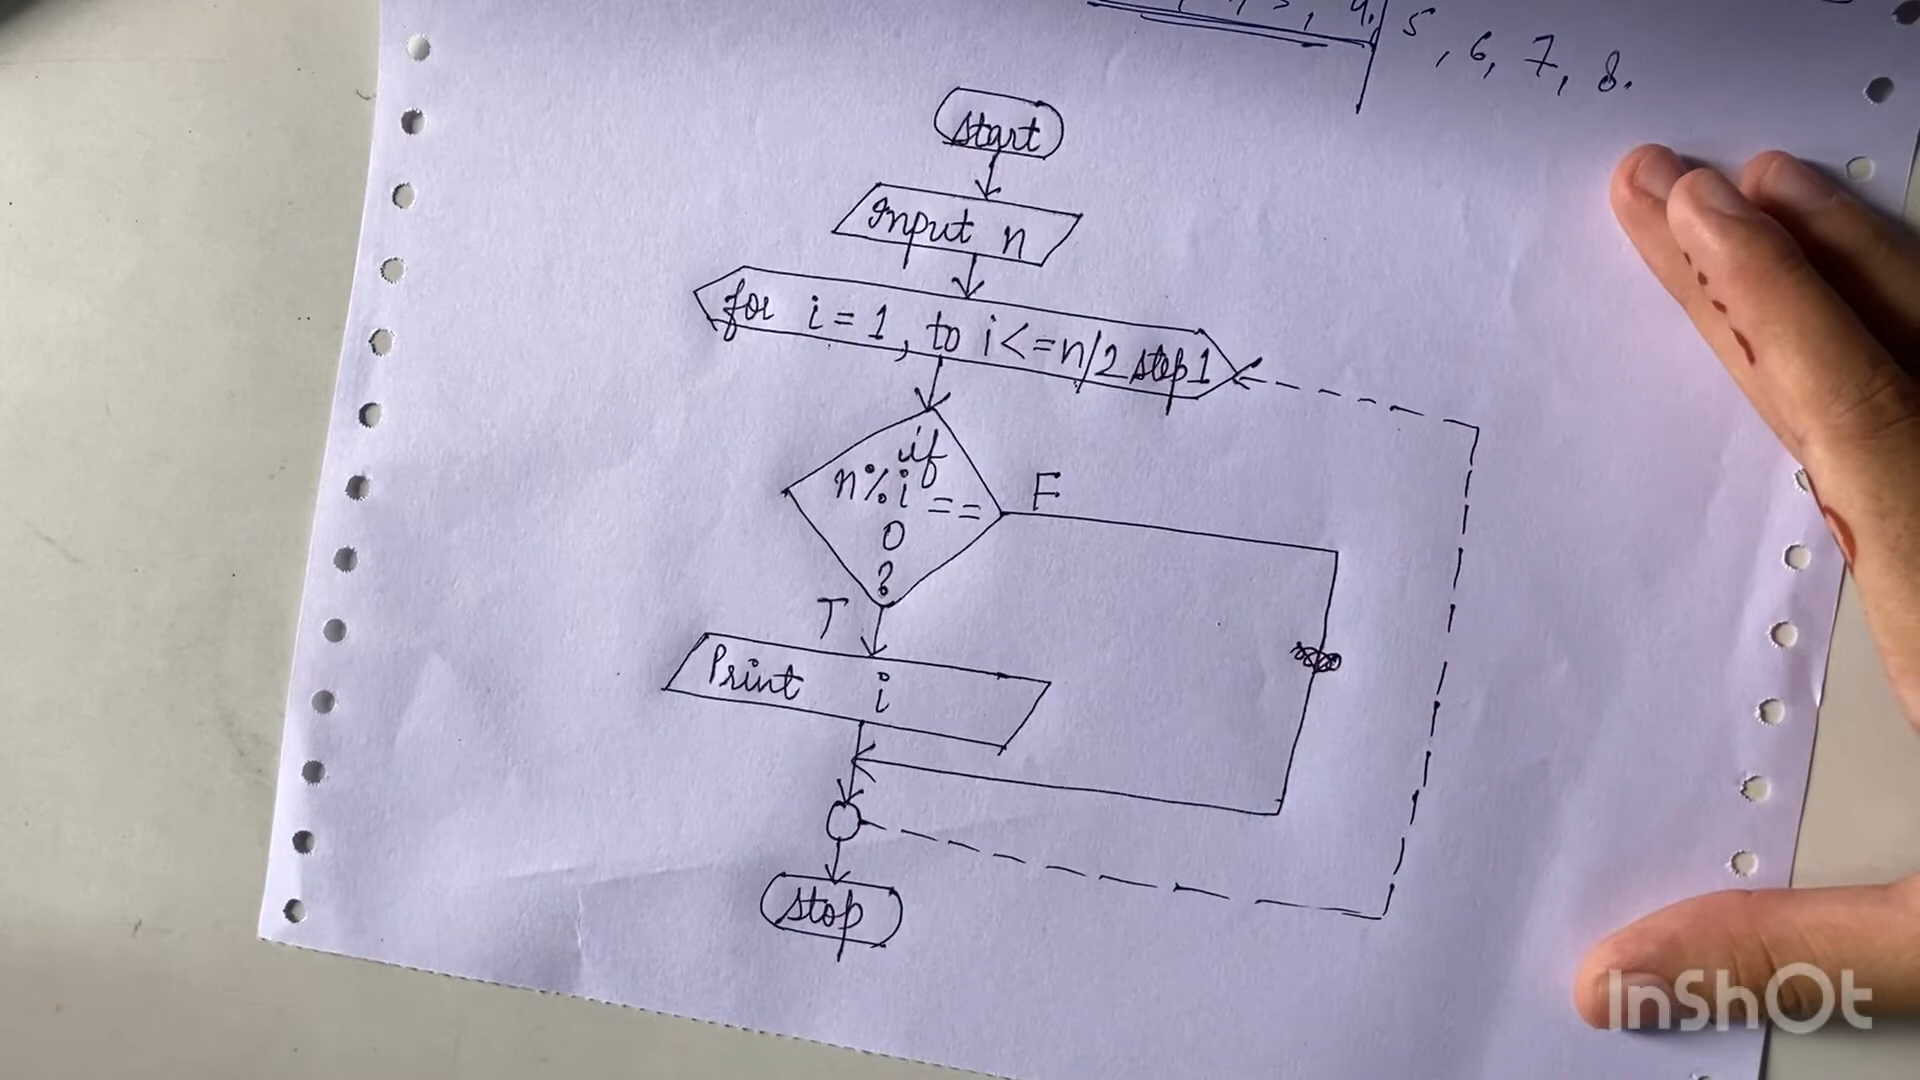 5, 6, 7, 8.
start
Input n
for i = 1, to i<=n/2 step 1
if
n%i ==
0
?
F
T
Print i
stop
InShOt